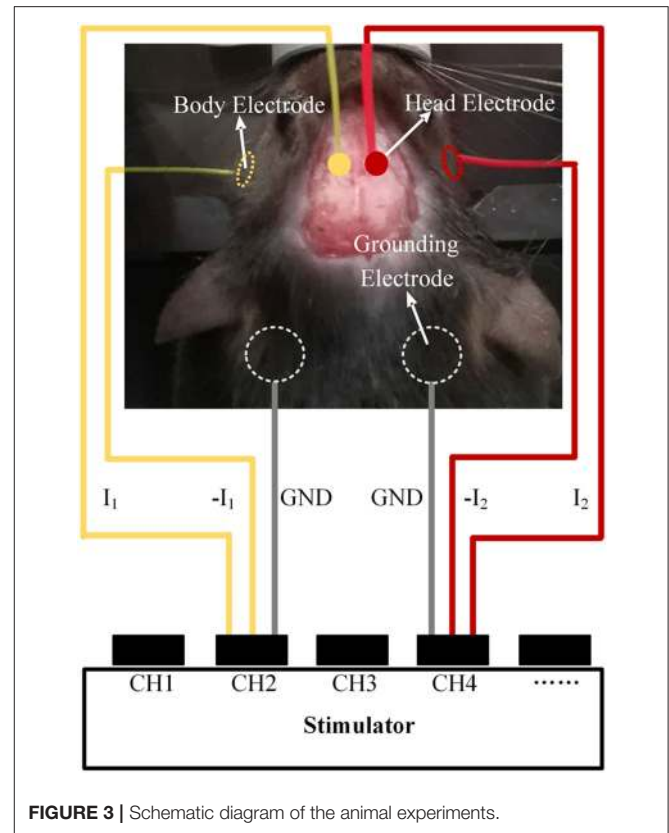 Body Electrode
Head Electrode
Grounding
Electrode
I₁
-I₁
GND
GND
-I₂
I₂
CH1
CH2
CH3
CH4
······
Stimulator
FIGURE 3 | Schematic diagram of the animal experiments.